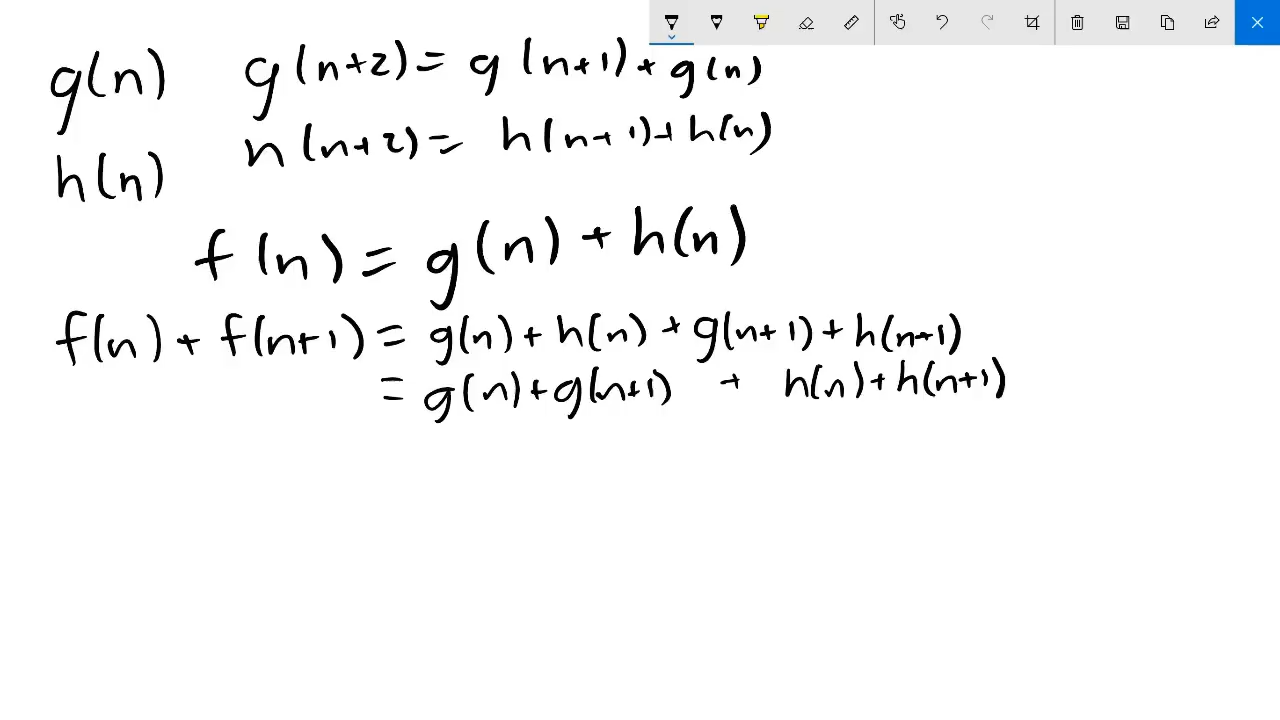 g(n) g(n+2) = g(n+1) + g(n)
h(n) n(n+2) = h(n+1) + h(n)
f(n) = g(n) + h(n)
f(n) + f(n+1) = g(n) + h(n) + g(n+1) + h(n+1)
= g(n) + g(n+1) + h(n) + h(n+1)